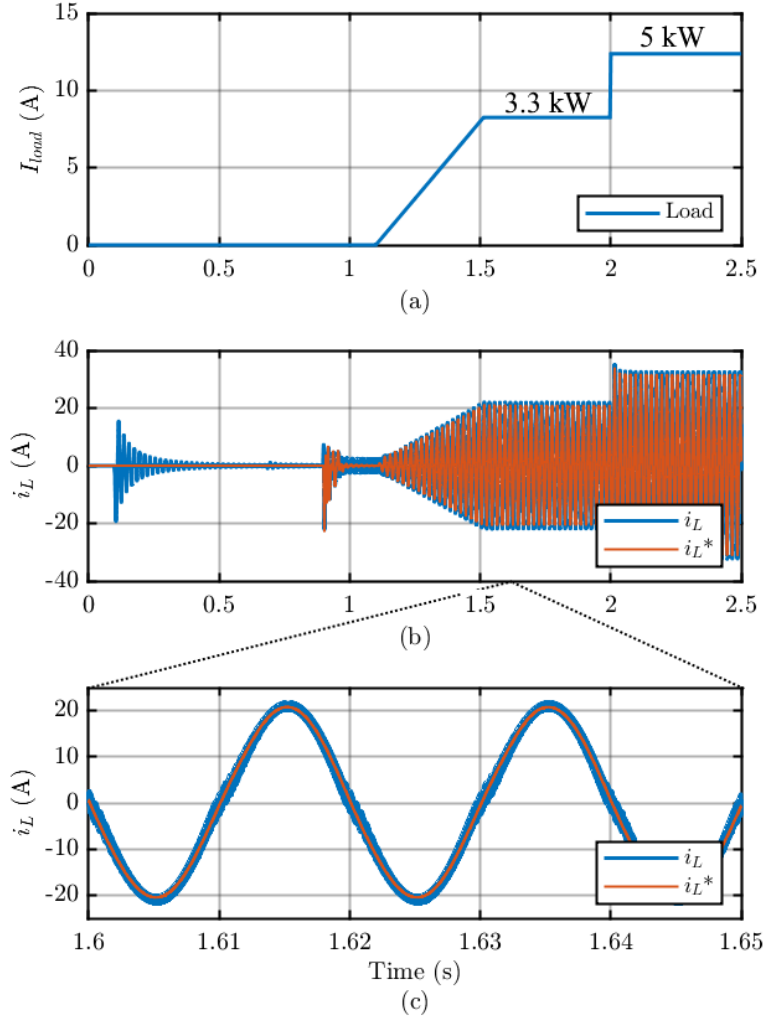 15
10
5
0
I_load (A)
5 kW
3.3 kW
Load
0 0.5 1 1.5 2 2.5
(a)
40
20
0
-20
-40
i_L (A)
i_L
i_L*
0 0.5 1 1.5 2 2.5
(b)
20
10
0
-10
-20
i_L (A)
i_L
i_L*
1.6 1.61 1.62 1.63 1.64 1.65
Time (s)
(c)